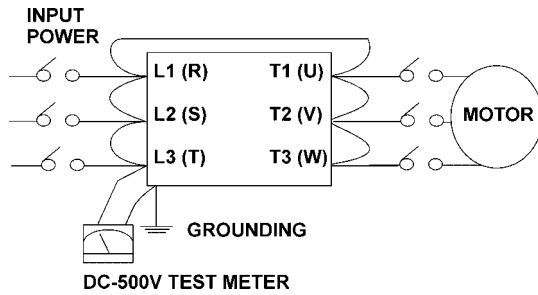 INPUT
POWER
L1 (R) T1 (U)
L2 (S) T2 (V)
MOTOR
L3 (T) T3 (W)
GROUNDING
DC-500V TEST METER